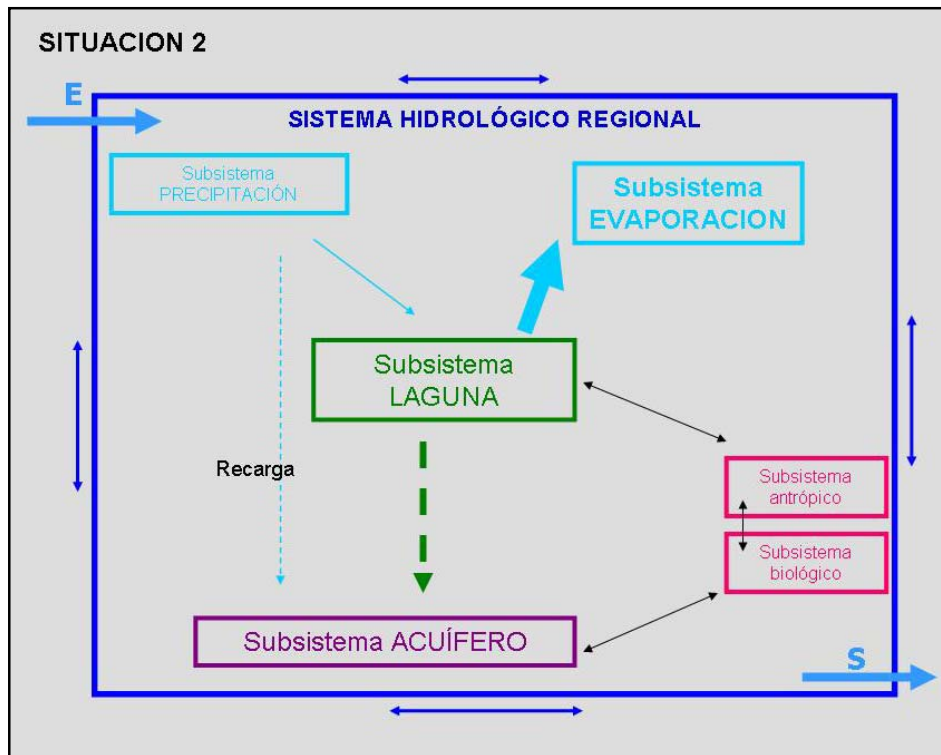 SITUACION 2
E
SISTEMA HIDROLÓGICO REGIONAL
Subsistema
PRECIPITACIÓN
Subsistema
EVAPORACION
Subsistema
LAGUNA
Recarga
Subsistema
antrópico
Subsistema
biológico
Subsistema ACUÍFERO
S